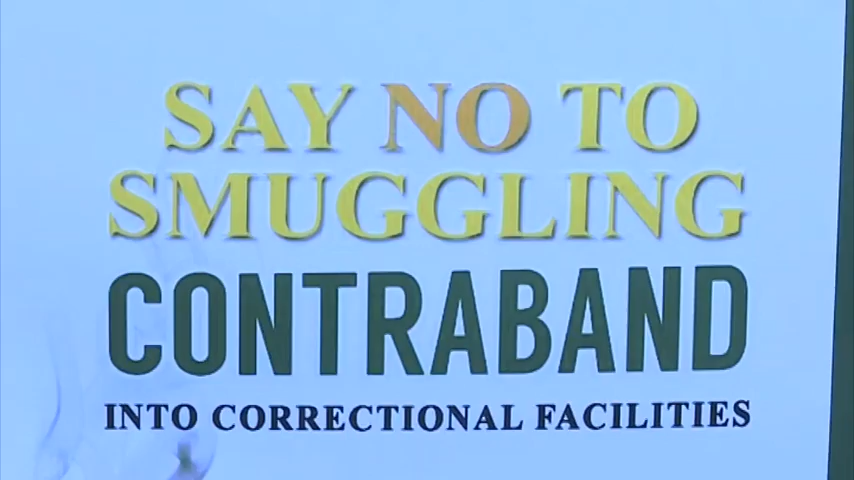 SAY NO TO
SMUGGLING
CONTRABAND
INTO CORRECTIONAL FACILITIES